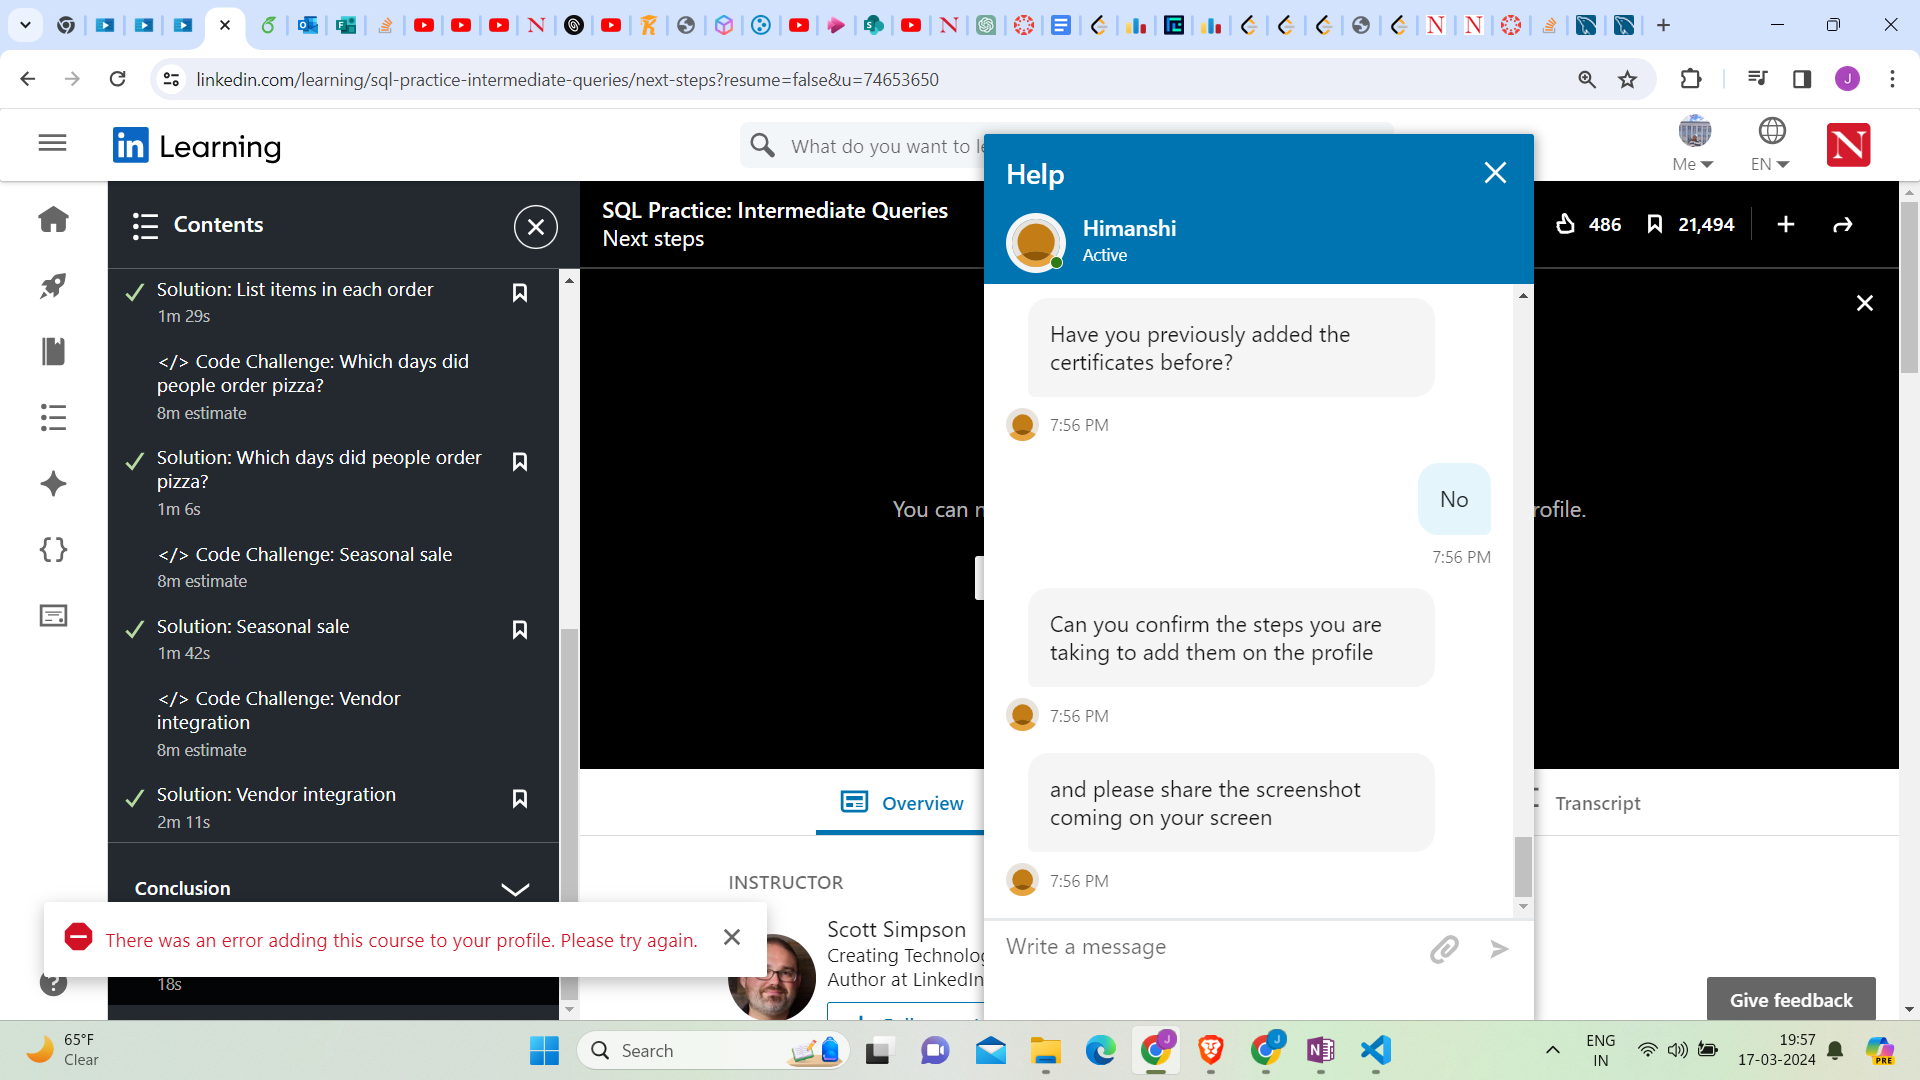 linkedin.com/learning/sql-practice-intermediate-queries/next-steps?resume=false&u=74653650
J
in Learning
What do you want to le
Me
EN
N
Contents
Solution: List items in each order
1m 29s
</> Code Challenge: Which days did
people order pizza?
8m estimate
Solution: Which days did people order
pizza?
1m 6s
</> Code Challenge: Seasonal sale
8m estimate
Solution: Seasonal sale
1m 42s
</> Code Challenge: Vendor
integration
8m estimate
Solution: Vendor integration
2m 11s
Conclusion
18s
There was an error adding this course to your profile. Please try again.
SQL Practice: Intermediate Queries
Next steps
486
21,494
You can n
rofile.
Overview
Transcript
INSTRUCTOR
Scott Simpson
Creating Technolog
Author at LinkedIn
Help
Himanshi
Active
Have you previously added the
certificates before?
7:56 PM
No
7:56 PM
Can you confirm the steps you are
taking to add them on the profile
7:56 PM
and please share the screenshot
coming on your screen
7:56 PM
Write a message
Give feedback
65°F
Clear
Search
ENG
IN
19:57
17-03-2024
PRE